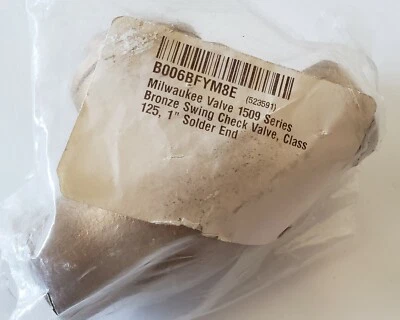 B006BFYM8E (523591)
Milwaukee Valve 1509 Series
Bronze Swing Check Valve, Class
125, 1" Solder End